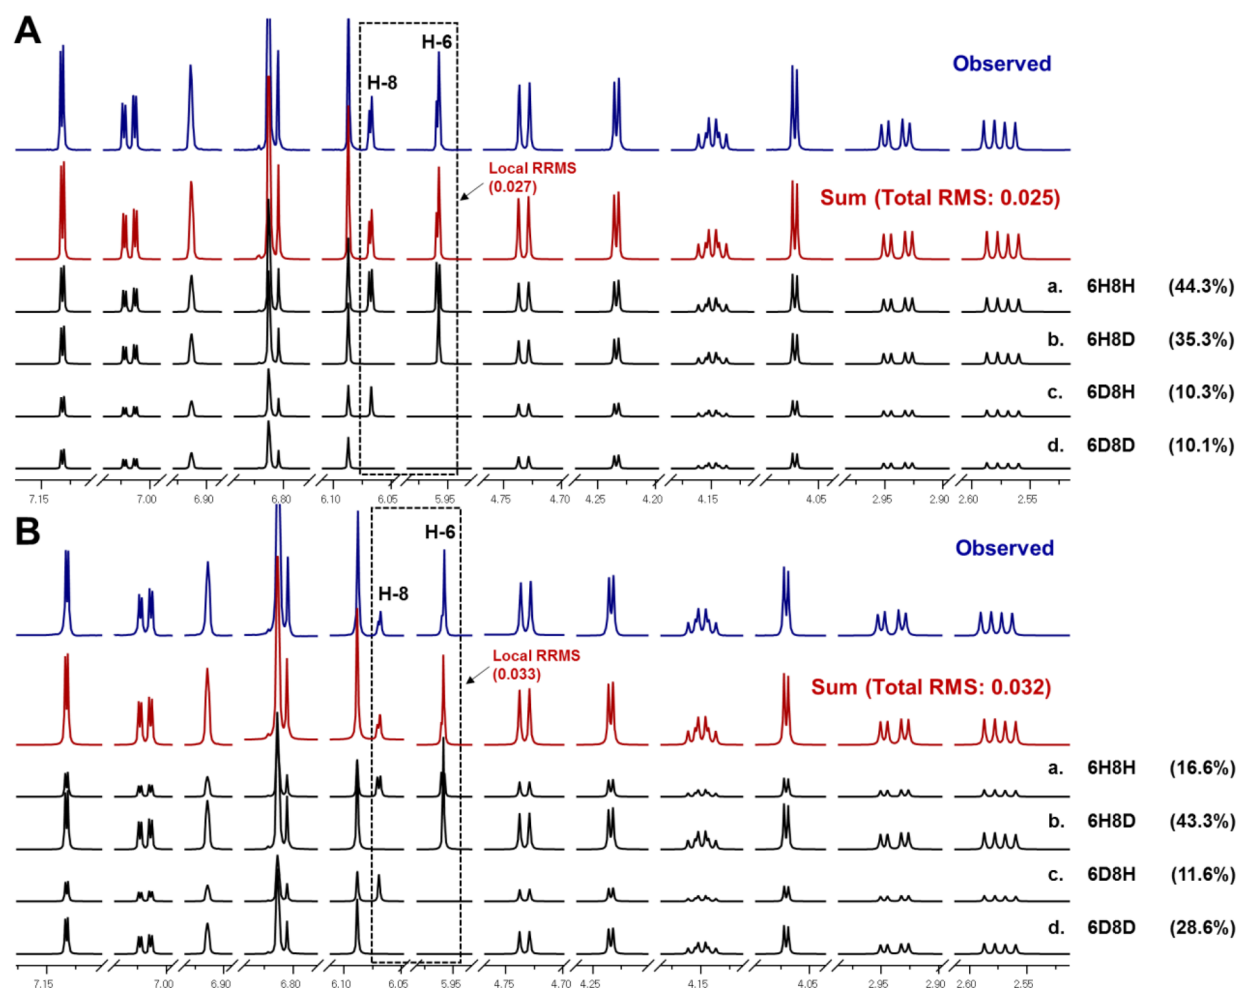 A
H-6
H-8
Observed
Local RRMS
(0.027)
Sum (Total RMS: 0.025)
a. 6H8H (44.3%)
b. 6H8D (35.3%)
c. 6D8H (10.3%)
d. 6D8D (10.1%)
7.15 7.00 6.90 6.80 6.10 6.05 5.95 4.75 4.70 4.25 4.20 4.15 4.05 2.95 2.90 2.60 2.55
B
H-6
Observed
H-8
Local RRMS
(0.033)
Sum (Total RMS: 0.032)
a. 6H8H (16.6%)
b. 6H8D (43.3%)
c. 6D8H (11.6%)
d. 6D8D (28.6%)
7.15 7.00 6.90 6.80 6.10 6.05 5.95 4.75 4.70 4.25 4.15 4.05 2.95 2.90 2.60 2.55